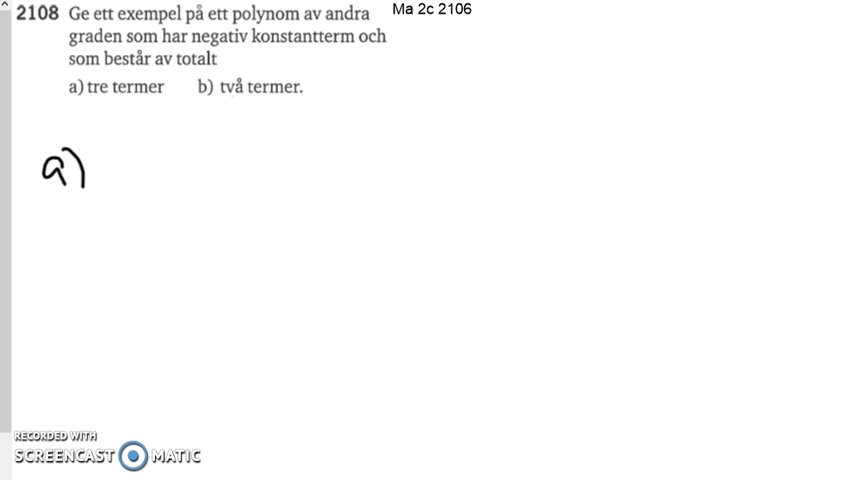 2108 Ge ett exempel på ett polynom av andra
graden som har negativ konstantterm och
som består av totalt
a) tre termer b) två termer.
Ma 2c 2106
a)
RECORDED WITH
SCREENCAST MATIC